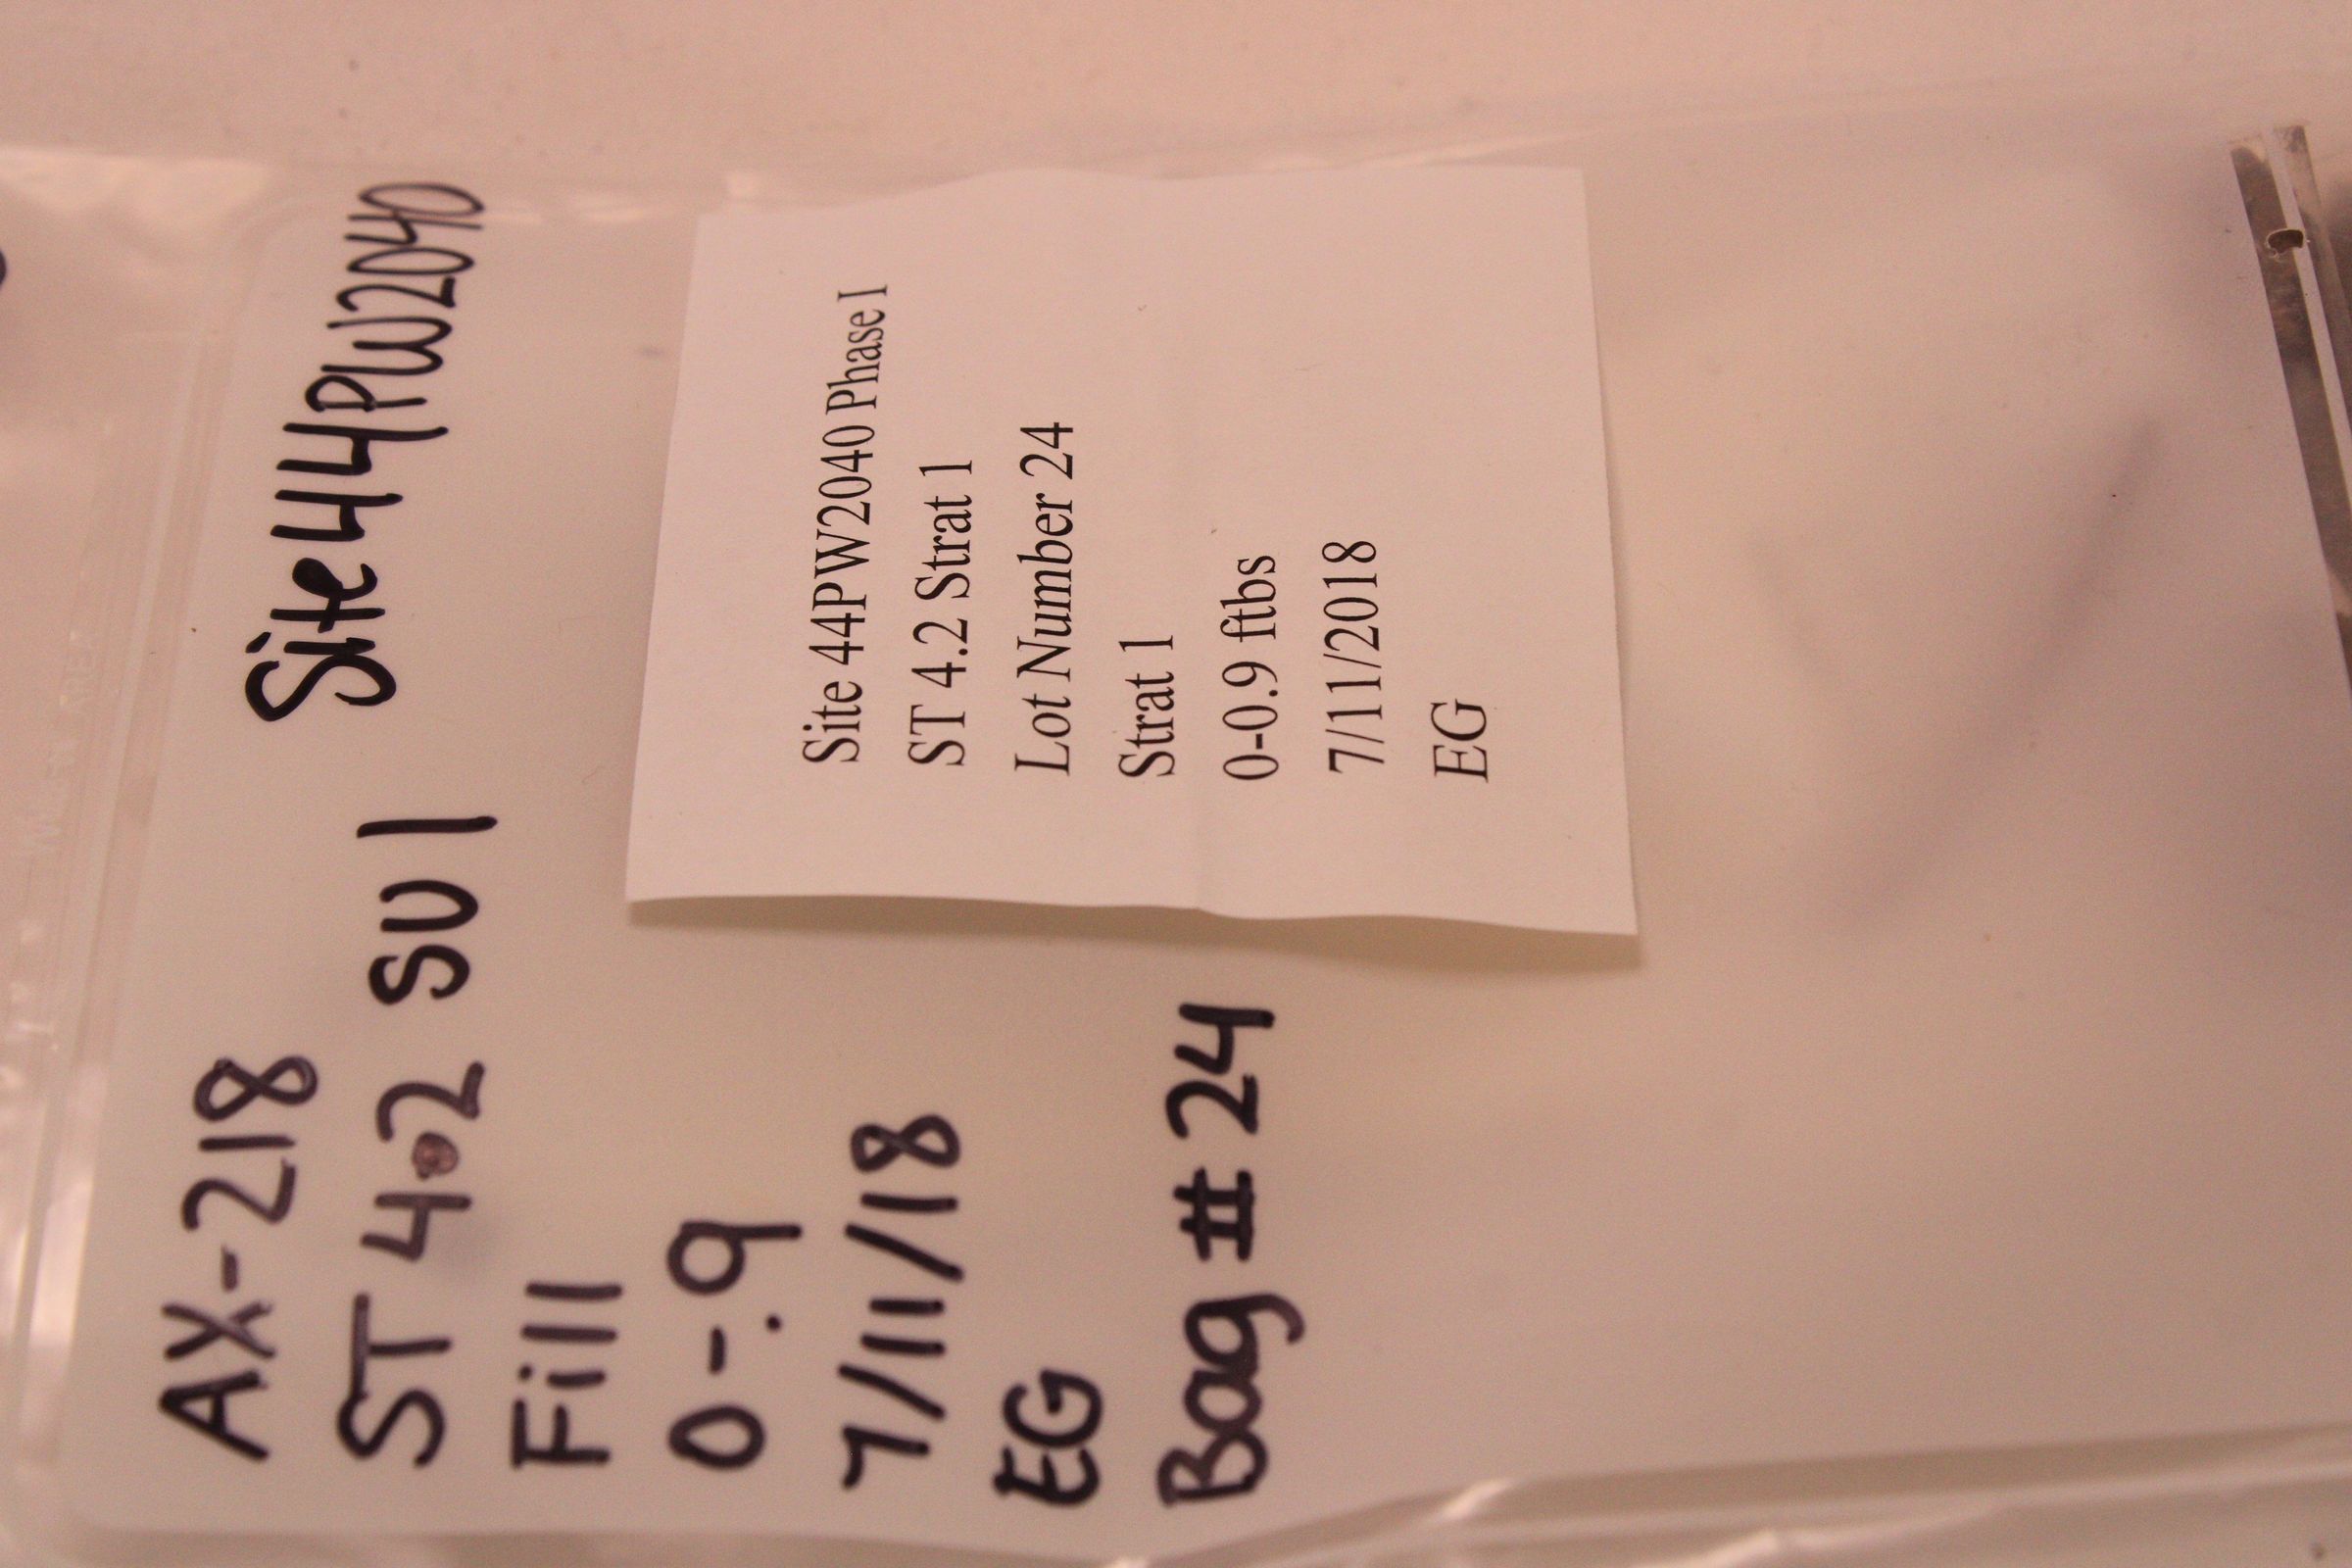 AX-218
Site 44PW2040
ST 4.2 SU 1
Fill
0-.9
7/11/18
EG
Bag # 24
Site 44PW2040 Phase I
ST 4.2 Strat 1
Lot Number 24
Strat 1
0-0.9 ftbs
7/11/2018
EG